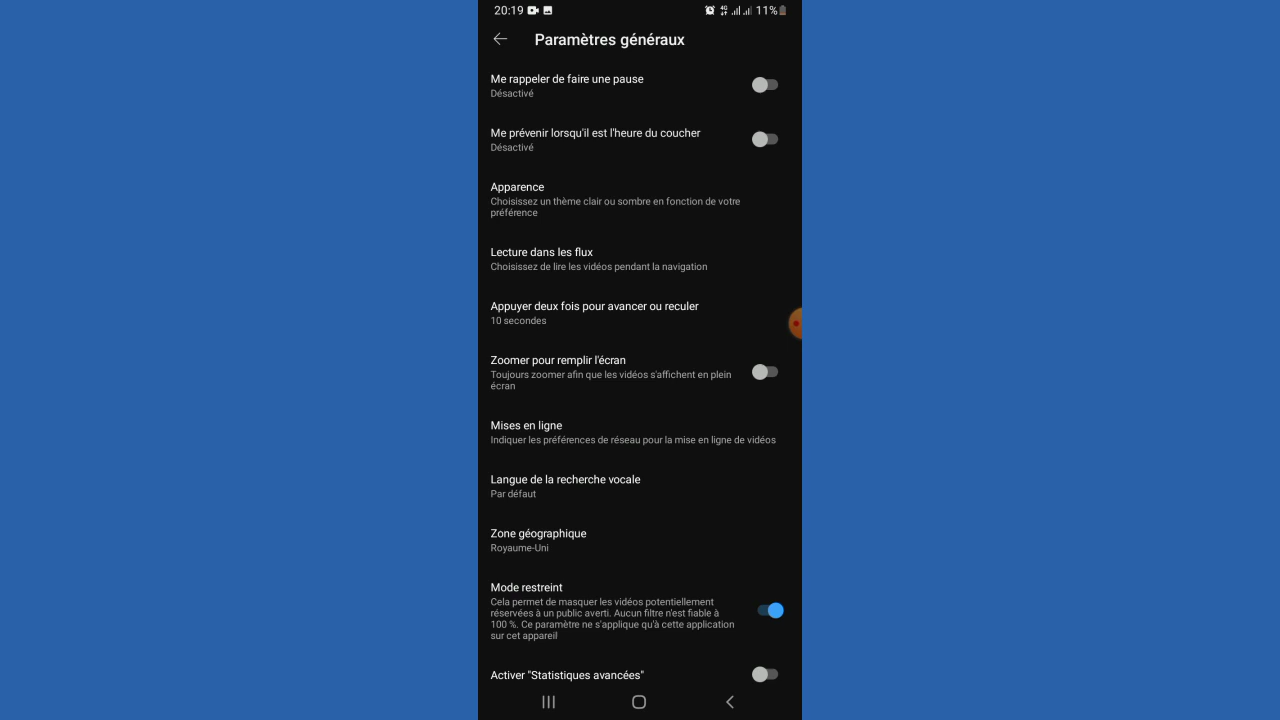 20:19 4G 11%
Paramètres généraux
Me rappeler de faire une pause
Désactivé
Me prévenir lorsqu'il est l'heure du coucher
Désactivé
Apparence
Choisissez un thème clair ou sombre en fonction de votre
préférence
Lecture dans les flux
Choisissez de lire les vidéos pendant la navigation
Appuyer deux fois pour avancer ou reculer
10 secondes
Zoomer pour remplir l'écran
Toujours zoomer afin que les vidéos s'affichent en plein
écran
Mises en ligne
Indiquer les préférences de réseau pour la mise en ligne de vidéos
Langue de la recherche vocale
Par défaut
Zone géographique
Royaume-Uni
Mode restreint
Cela permet de masquer les vidéos potentiellement
réservées à un public averti. Aucun filtre n'est fiable à
100 %. Ce paramètre ne s'applique qu'à cette application
sur cet appareil
Activer "Statistiques avancées"